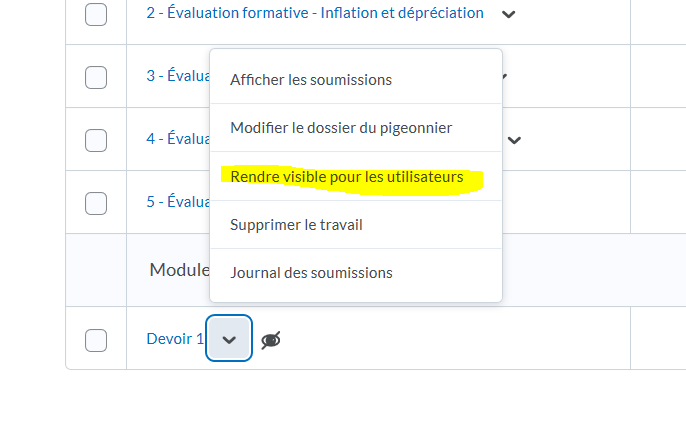 2 - Évaluation formative - Inflation et dépréciation
Afficher les soumissions
3 - Évalua
Modifier le dossier du pigeonnier
4 - Évalua
Rendre visible pour les utilisateurs
5 - Évalua
Supprimer le travail
Module
Journal des soumissions
Devoir 1